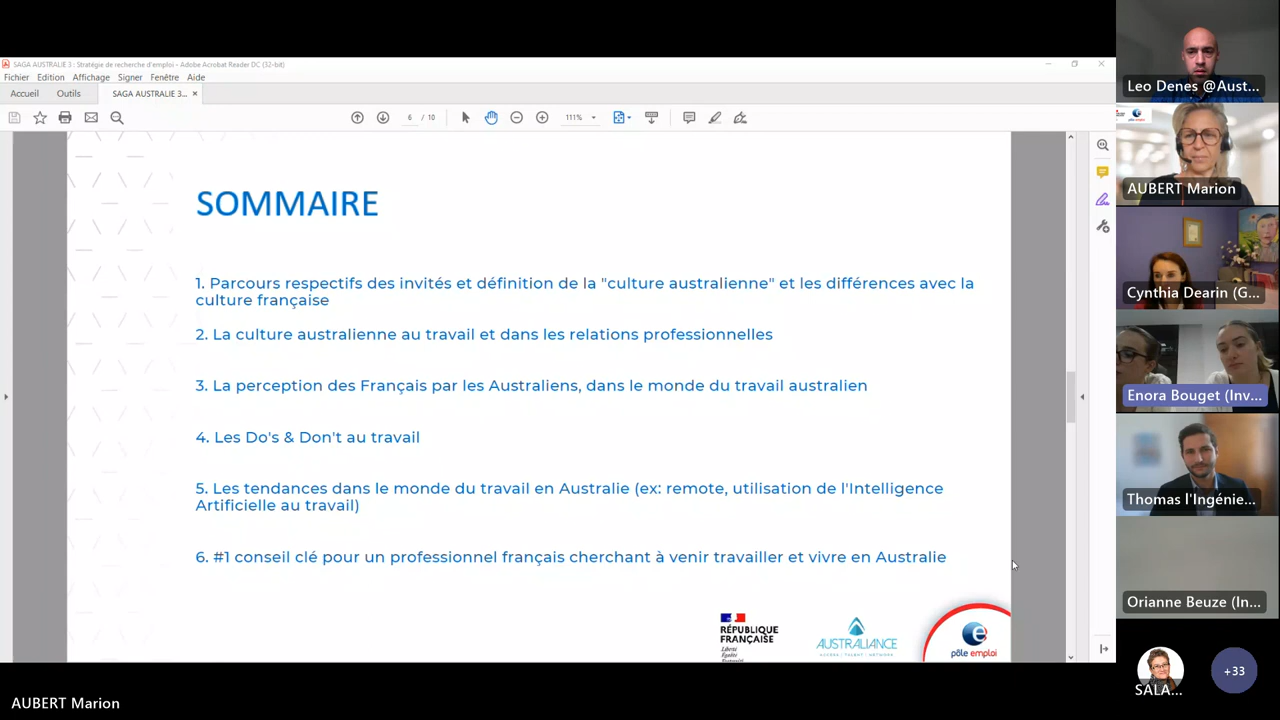 SAGA AUSTRALIE 3 : Stratégie de recherche d'emploi - Adobe Acrobat Reader DC (32-bit)
Fichier Edition Affichage Signer Fenêtre Aide
Accueil Outils SAGA AUSTRALIE 3... ×
6 / 10 111%
SOMMAIRE
1. Parcours respectifs des invités et définition de la "culture australienne" et les différences avec la
culture française
2. La culture australienne au travail et dans les relations professionnelles
3. La perception des Français par les Australiens, dans le monde du travail australien
4. Les Do's & Don't au travail
5. Les tendances dans le monde du travail en Australie (ex: remote, utilisation de l'Intelligence
Artificielle au travail)
6. #1 conseil clé pour un professionnel français cherchant à venir travailler et vivre en Australie
RÉPUBLIQUE
FRANÇAISE
Liberté
Égalité
AUSTRALIANCE
pôle emploi
Leo Denes @Aust...
AUBERT Marion
Cynthia Dearin (G...
Enora Bouget (Inv...
Thomas l'Ingénie...
Orianne Beuze (In...
SALA...
+33
AUBERT Marion